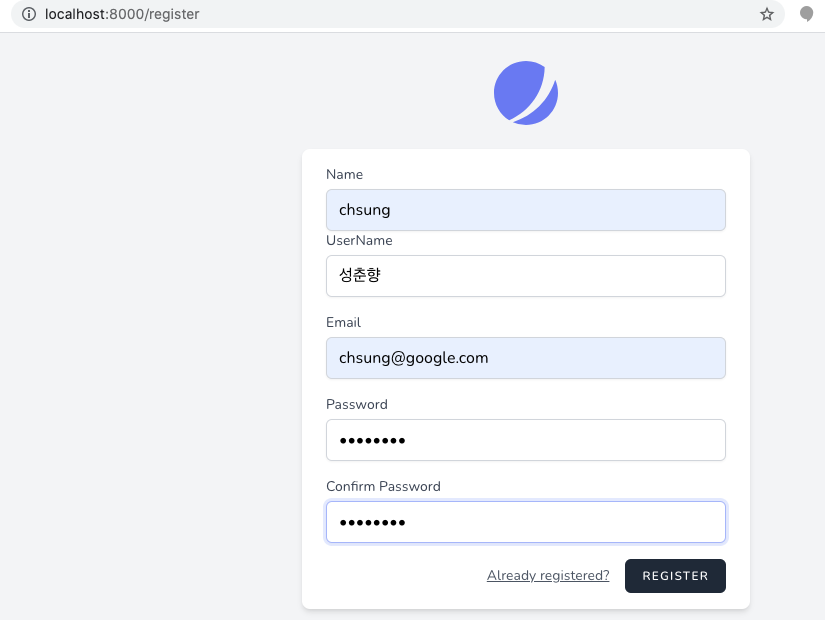 localhost:8000/register
Name
chsung
UserName
성춘향
Email
chsung@google.com
Password
••••••••
Confirm Password
••••••••
Already registered? REGISTER